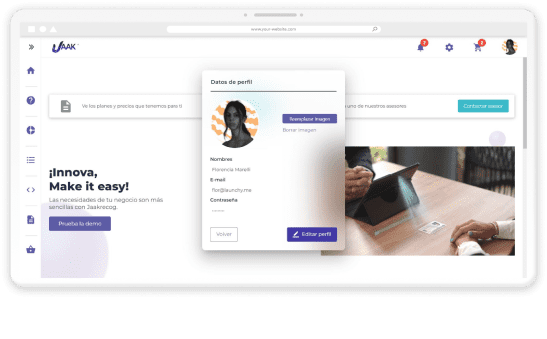 www.your-website.com
JAAK
Datos de perfil
Ve los planes y precios que tenemos para ti
uno de nuestros asesores
Contactar asesor
Reemplazar imagen
Borrar imagen
Nombres
Florencia Morelli
E-mail
flor@laundry.me
Contraseña
¡Innova,
Make it easy!
Las necesidades de tu negocio son más
sencillas con Jaakrecog.
Prueba la demo
Volver
Editar perfil